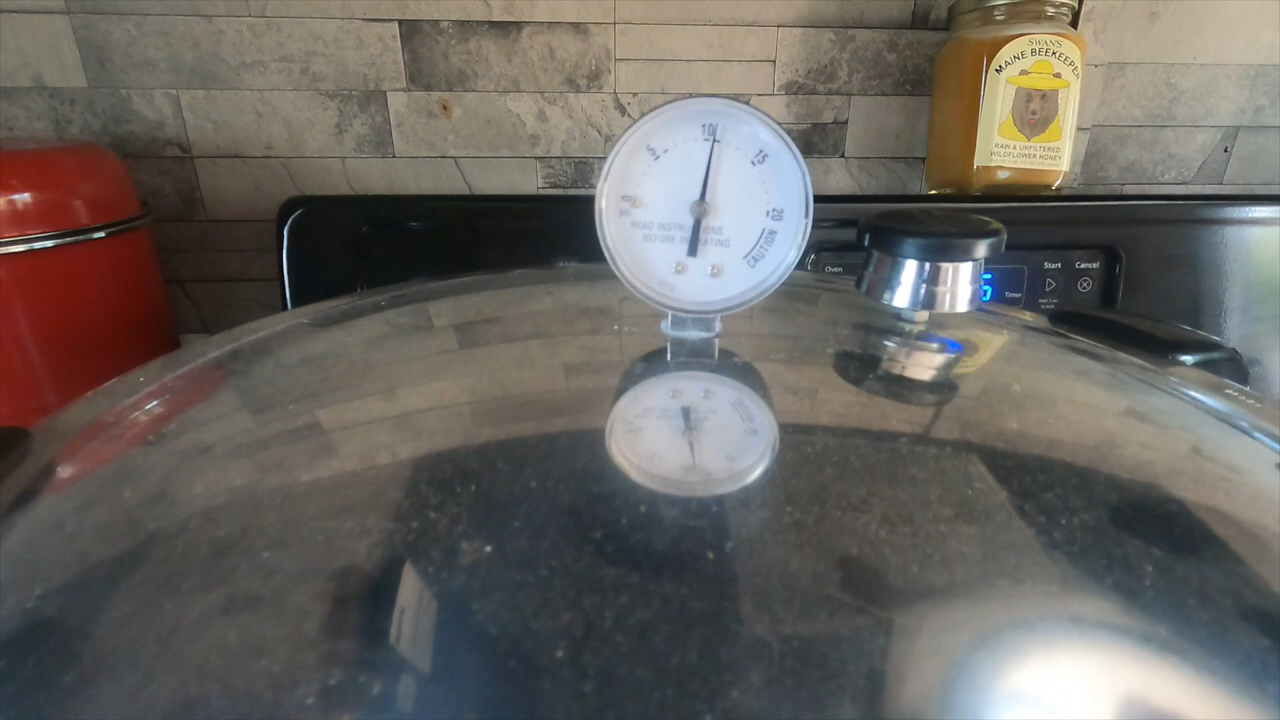 SWAN'S
MAINE BEEKEEPER
RAW & UNFILTERED
WILDFLOWER HONEY
0
5
10
15
20
READ INSTRUCTIONS
BEFORE OPERATING
CAUTION
Oven
Timer
Start
Cancel